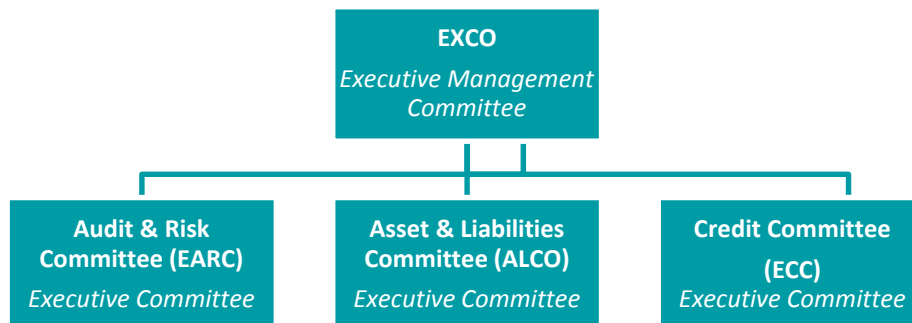 EXCO
Executive Management
Committee
Audit & Risk
Committee (EARC)
Executive Committee
Asset & Liabilities
Committee (ALCO)
Executive Committee
Credit Committee
(ECC)
Executive Committee